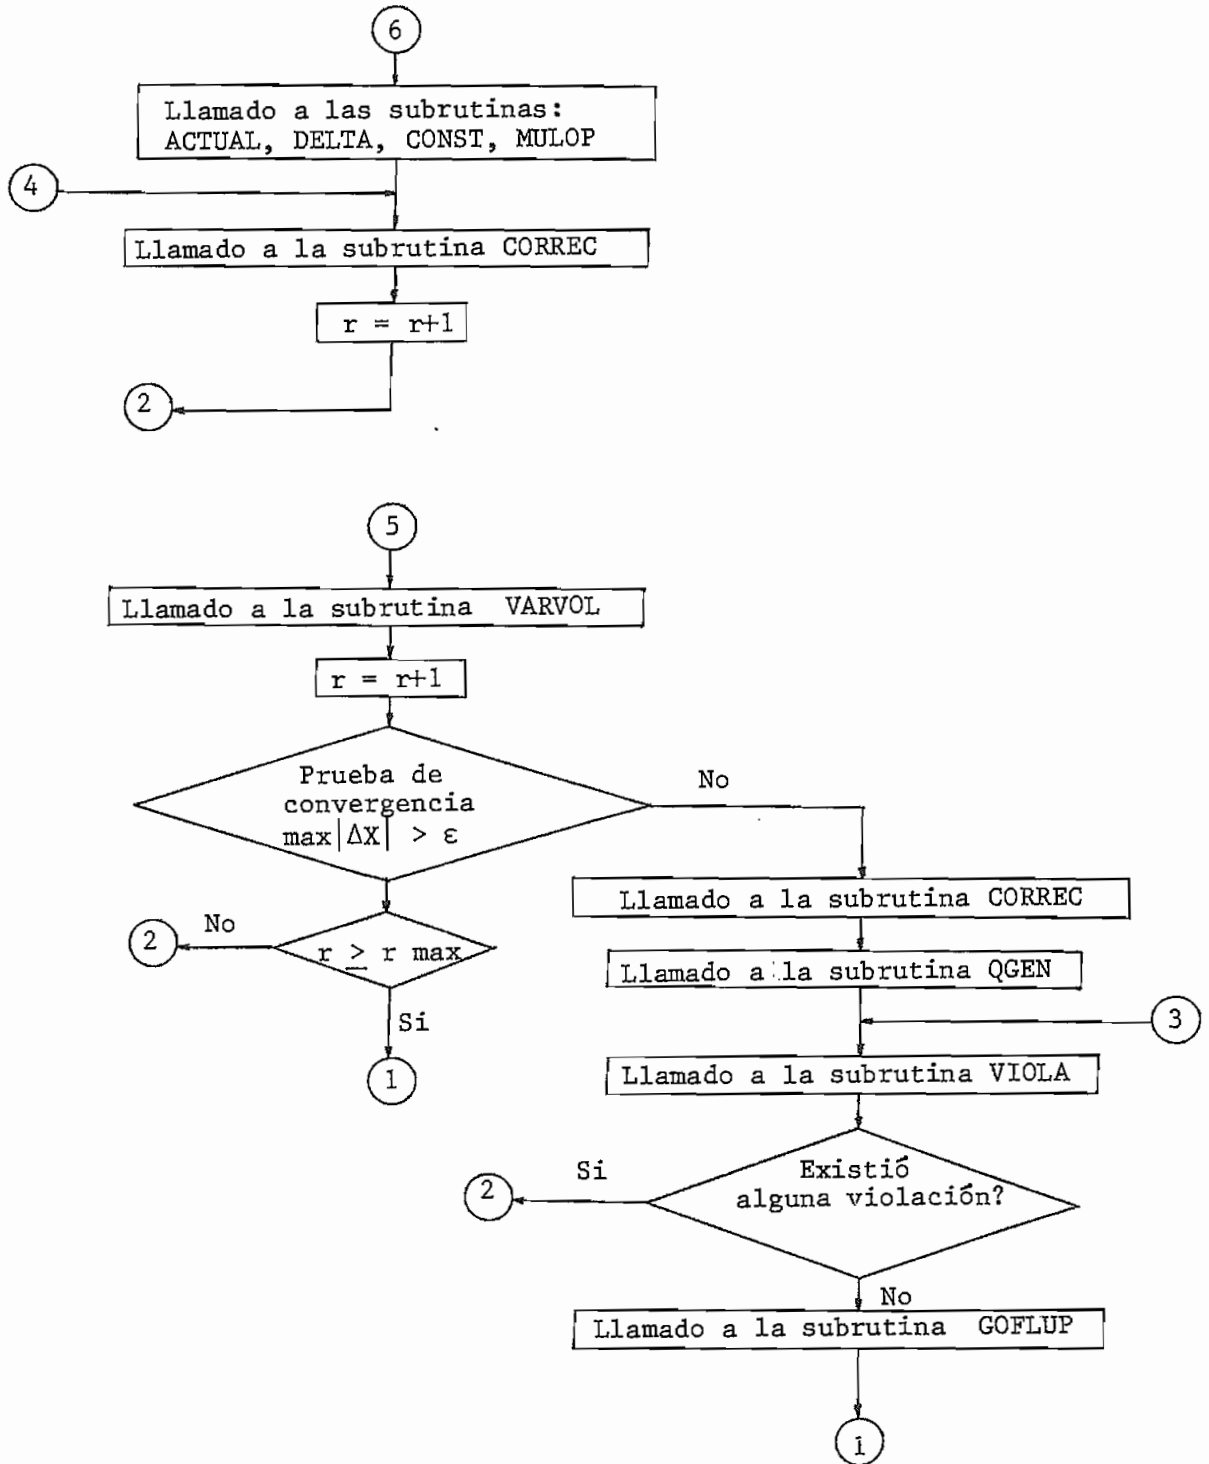 6
Llamado a las subrutinas:
ACTUAL, DELTA, CONST, MULOP
4
Llamado a la subrutina CORREC
r = r+1
2
5
Llamado a la subrutina VARVOL
r = r+1
Prueba de
convergencia
max|ΔX| > ε
No
Llamado a la subrutina CORREC
2
No
r ≥ r max
Llamado a la subrutina QGEN
Si
3
1
Llamado a la subrutina VIOLA
2
Si
Existió
alguna violación?
No
Llamado a la subrutina GOFLUP
1